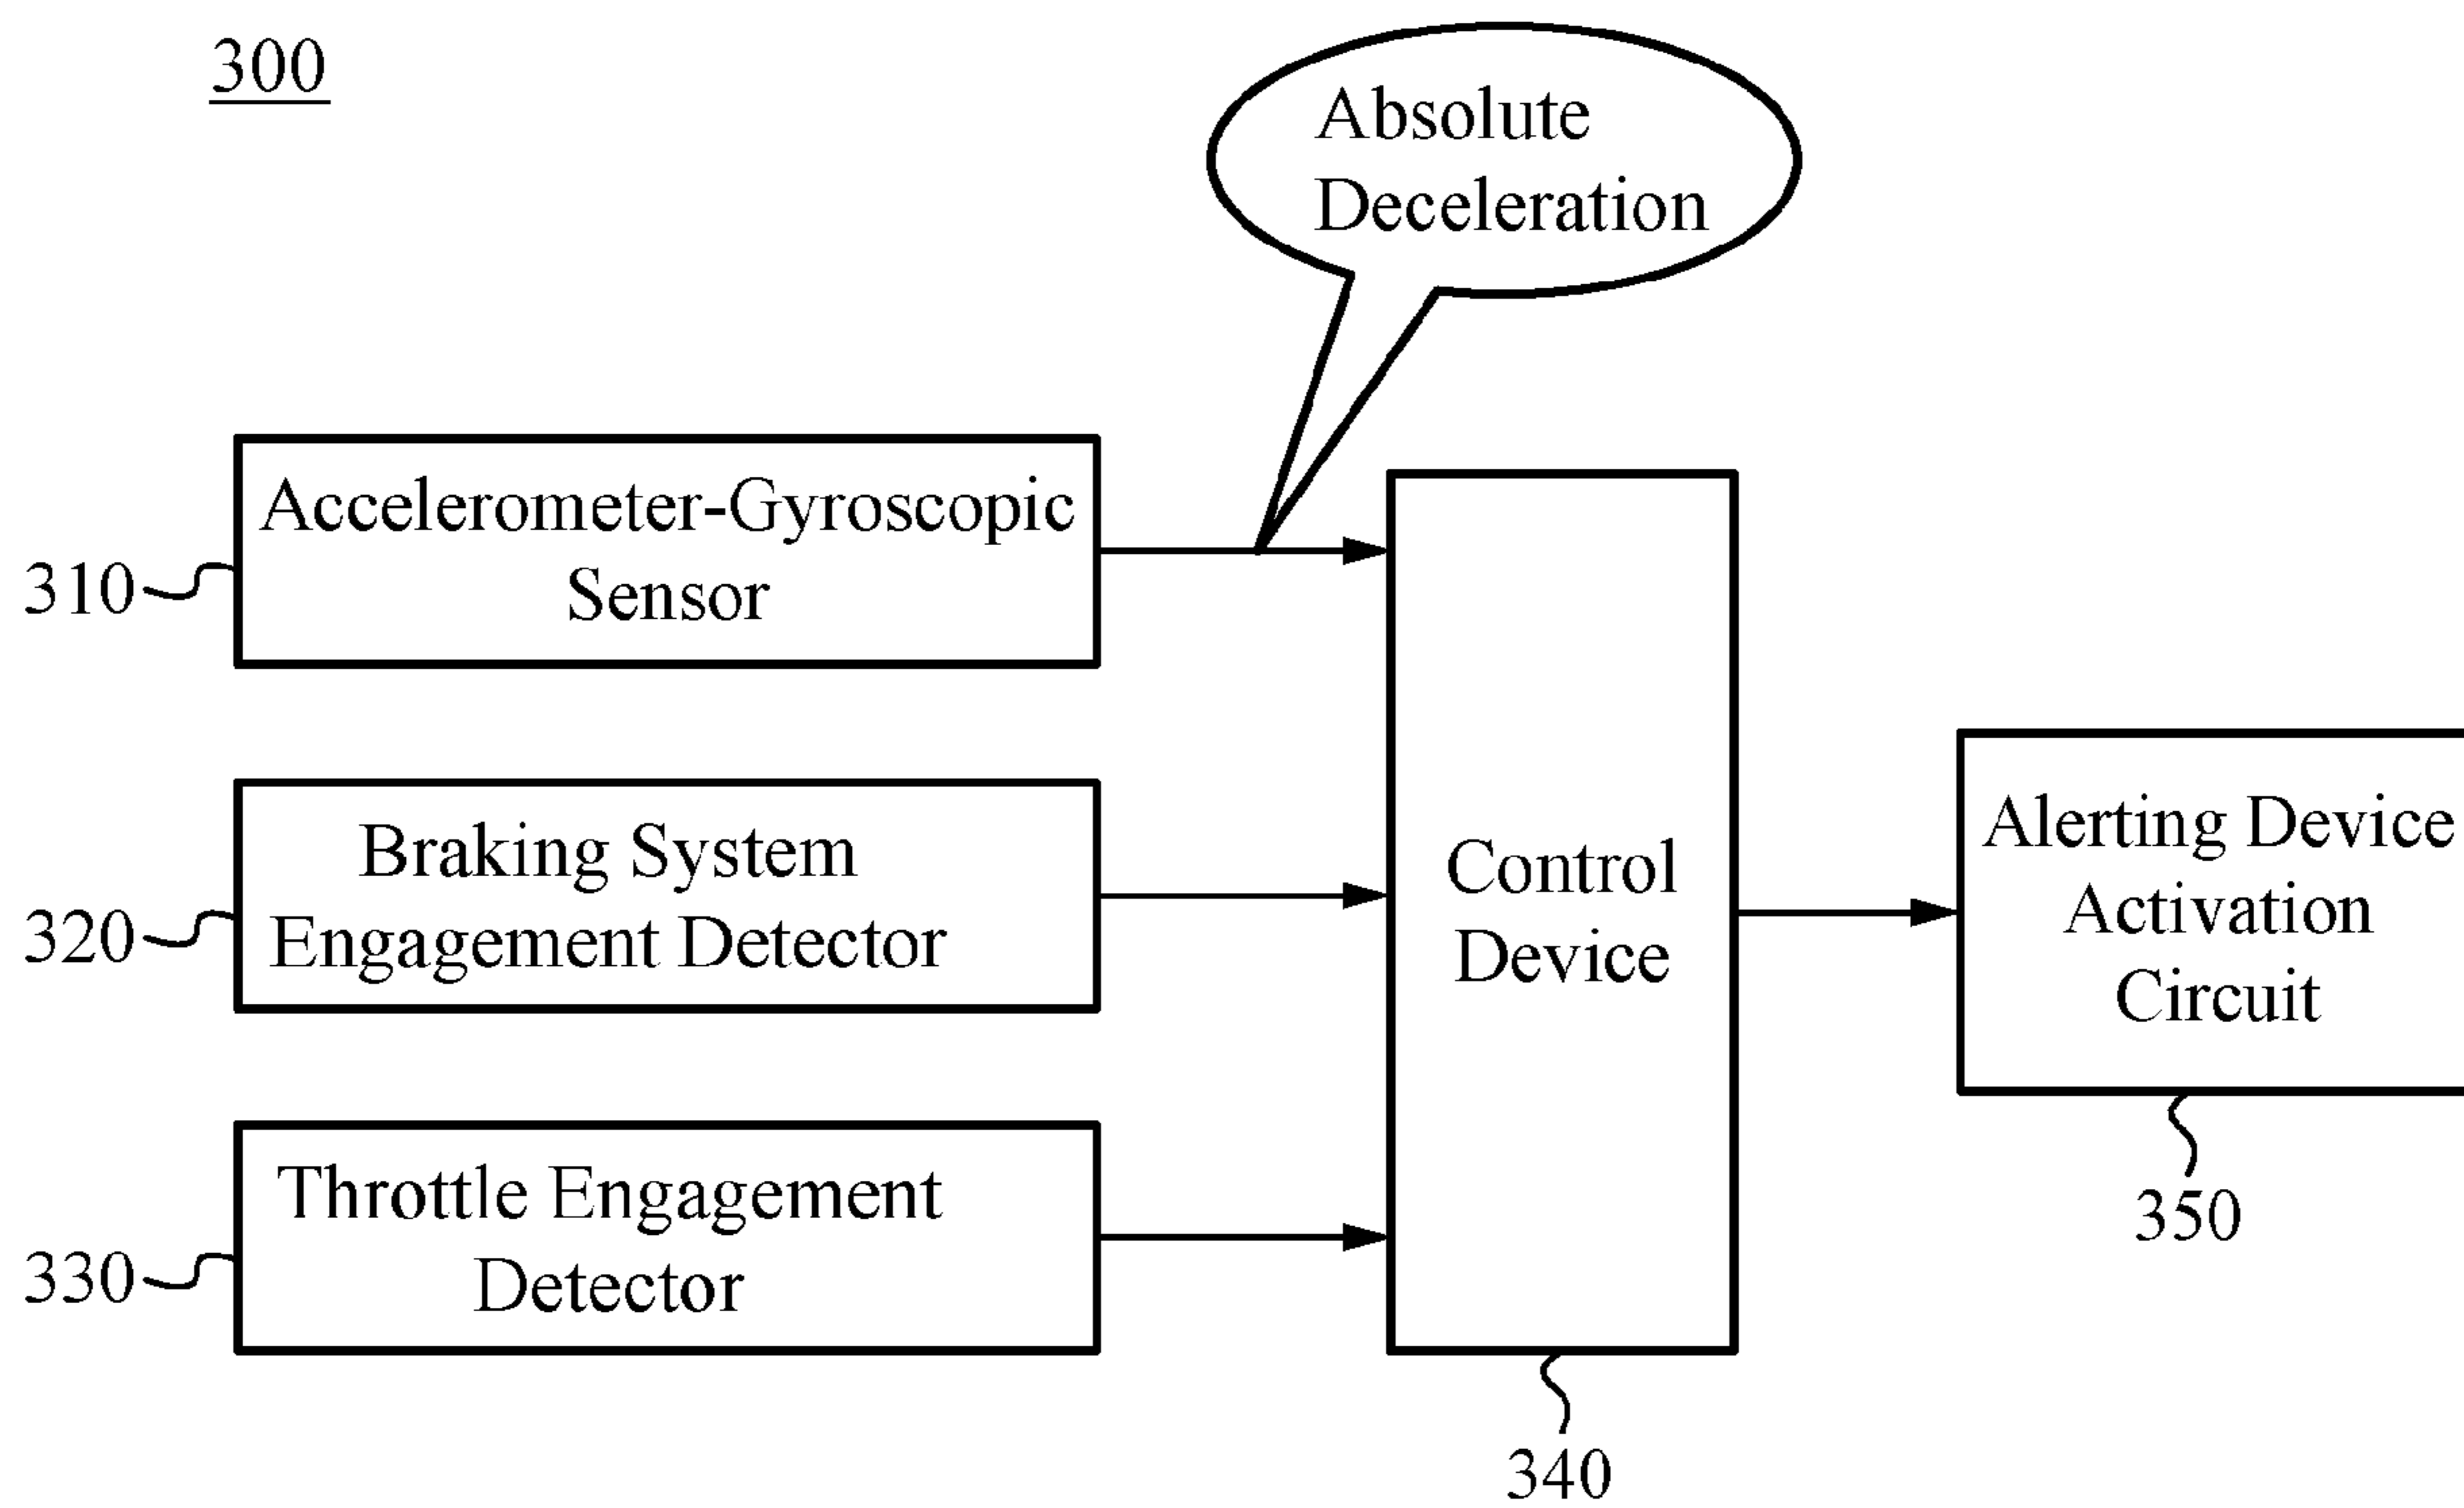 300
Absolute
Deceleration
Accelerometer-Gyroscopic
Sensor
310
Braking System
Engagement Detector
320
Throttle Engagement
Detector
330
Control
Device
340
Alerting Device
Activation
Circuit
350